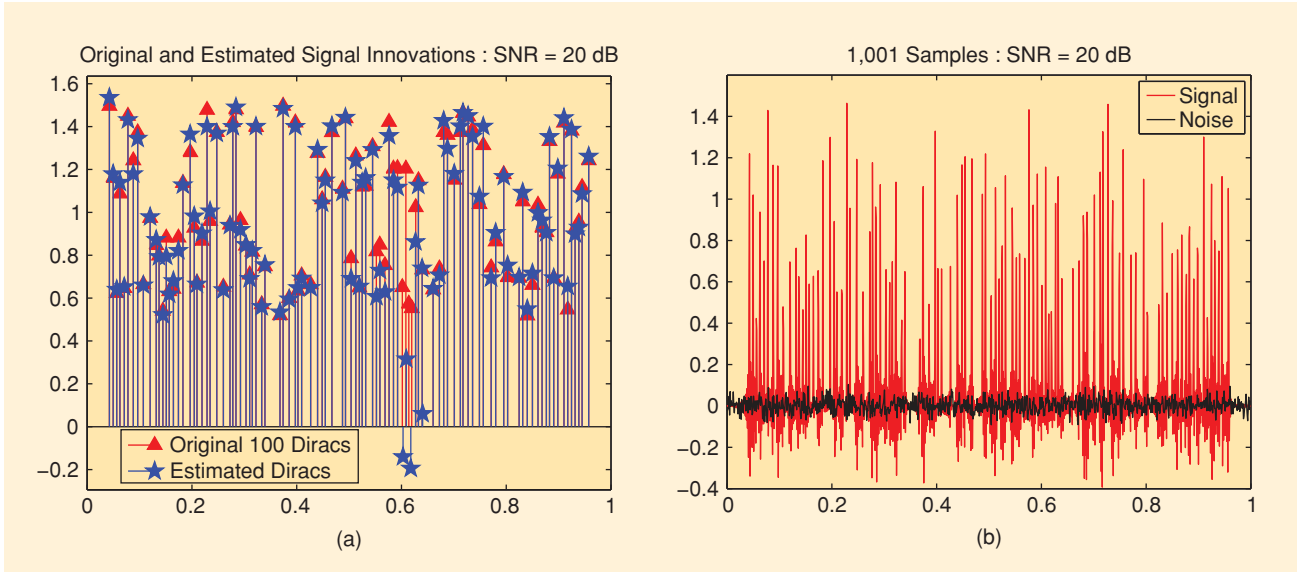 Original and Estimated Signal Innovations : SNR = 20 dB
1.6
1.4
1.2
1
0.8
0.6
0.4
0.2
0
−0.2
Original 100 Diracs
Estimated Diracs
0 0.2 0.4 0.6 0.8 1
(a)
1,001 Samples : SNR = 20 dB
Signal
Noise
1.4
1.2
1
0.8
0.6
0.4
0.2
0
−0.2
−0.4
0 0.2 0.4 0.6 0.8 1
(b)